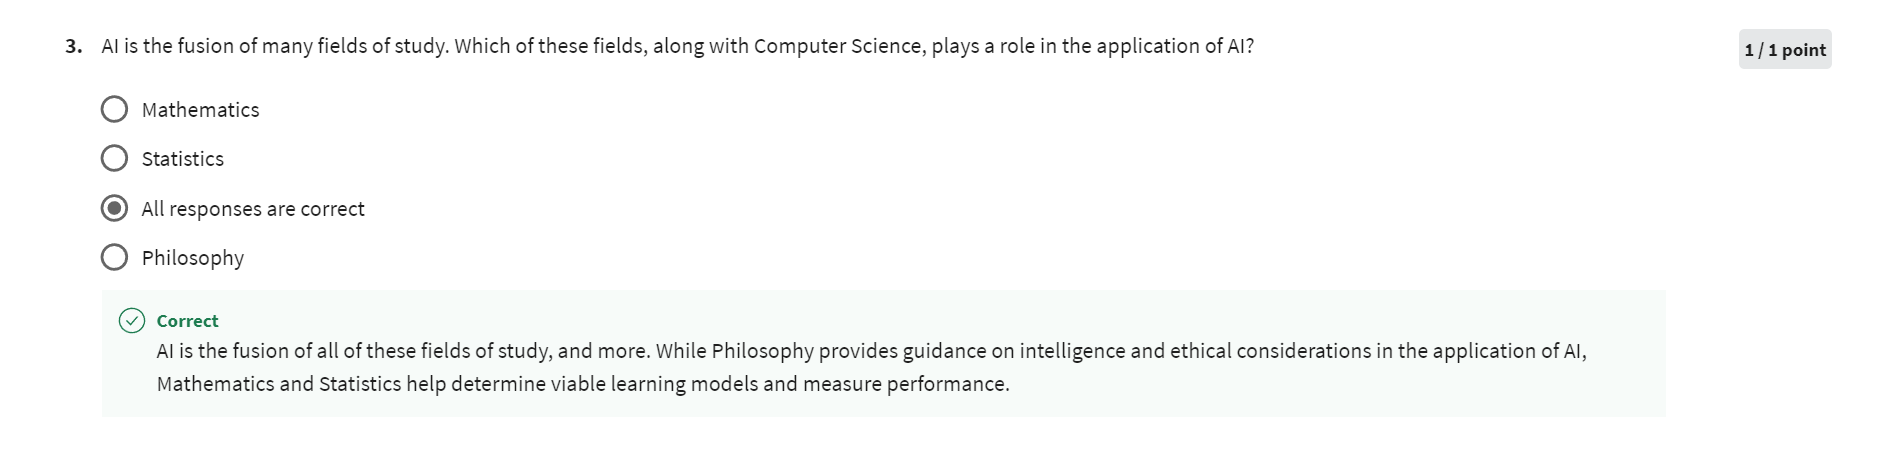 3. AI is the fusion of many fields of study. Which of these fields, along with Computer Science, plays a role in the application of AI?
1 / 1 point
Mathematics
Statistics
All responses are correct
Philosophy
Correct
AI is the fusion of all of these fields of study, and more. While Philosophy provides guidance on intelligence and ethical considerations in the application of AI,
Mathematics and Statistics help determine viable learning models and measure performance.